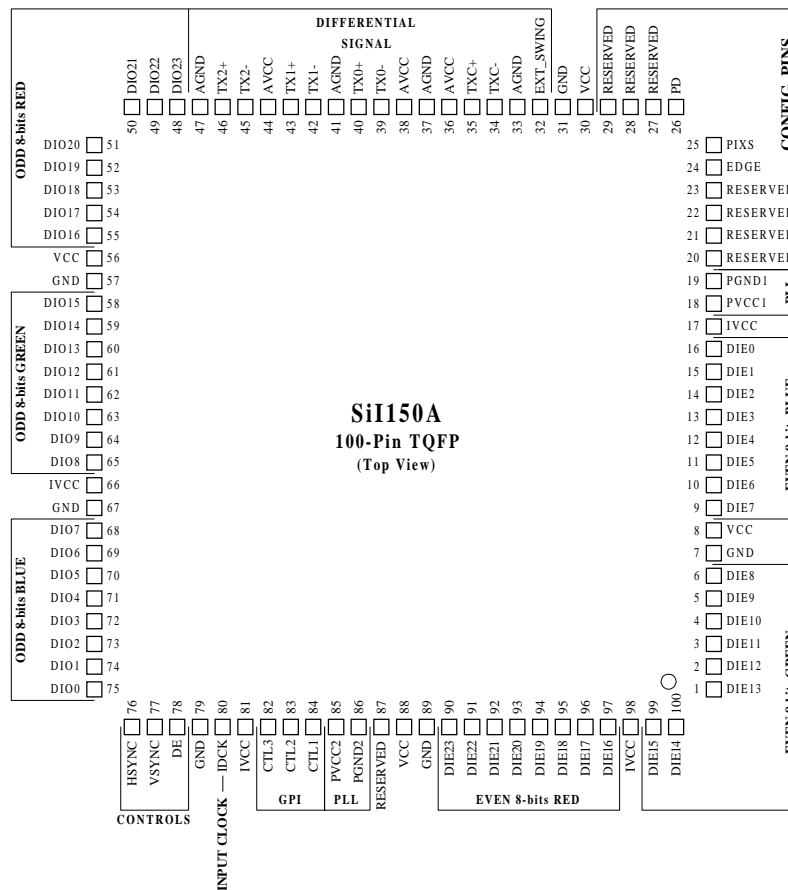 DIFFERENTIAL
SIGNAL
ODD 8-bits RED
CONFIG. PINS
DIO21
DIO22
DIO23
AGND
TX2+
TX2-
AVCC
TX1+
TX1-
AGND
TX0+
TX0-
AVCC
AGND
AVCC
TXC+
TXC-
AGND
EXT_SWING
GND
VCC
RESERVED
RESERVED
RESERVED
PD
50
49
48
47
46
45
44
43
42
41
40
39
38
37
36
35
34
33
32
31
30
29
28
27
26
DIO20 51
DIO19 52
DIO18 53
DIO17 54
DIO16 55
VCC 56
GND 57
DIO15 58
DIO14 59
DIO13 60
DIO12 61
DIO11 62
DIO10 63
DIO9 64
DIO8 65
IVCC 66
GND 67
DIO7 68
DIO6 69
DIO5 70
DIO4 71
DIO3 72
DIO2 73
DIO1 74
DIO0 75
ODD 8-bits GREEN
ODD 8-bits BLUE
SiI150A
100-Pin TQFP
(Top View)
25 PIXS
24 EDGE
23 RESERVED
22 RESERVED
21 RESERVED
20 RESERVED
19 PGND1
18 PVCC1
17 IVCC
16 DIE0
15 DIE1
14 DIE2
13 DIE3
12 DIE4
11 DIE5
10 DIE6
9 DIE7
8 VCC
7 GND
6 DIE8
5 DIE9
4 DIE10
3 DIE11
2 DIE12
1 DIE13
76
77
78
79
80
81
82
83
84
85
86
87
88
89
90
91
92
93
94
95
96
97
98
99
100
HSYNC
VSYNC
DE
GND
INPUT CLOCK — IDCK
IVCC
CTL3
CTL2
CTL1
PVCC2
PGND2
RESERVED
VCC
GND
DIE23
DIE22
DIE21
DIE20
DIE19
DIE18
DIE17
DIE16
IVCC
DIE15
DIE14
CONTROLS
GPI
PLL
EVEN 8-bits RED